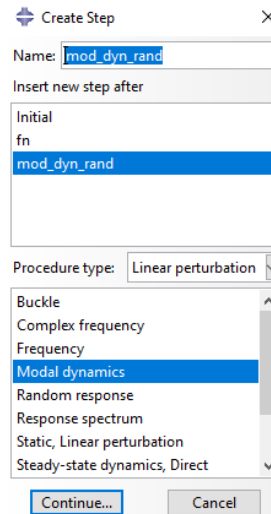 Create Step
Name: mod_dyn_rand
Insert new step after
Initial
fn
mod_dyn_rand
Procedure type: Linear perturbation
Buckle
Complex frequency
Frequency
Modal dynamics
Random response
Response spectrum
Static, Linear perturbation
Steady-state dynamics, Direct
Continue... Cancel